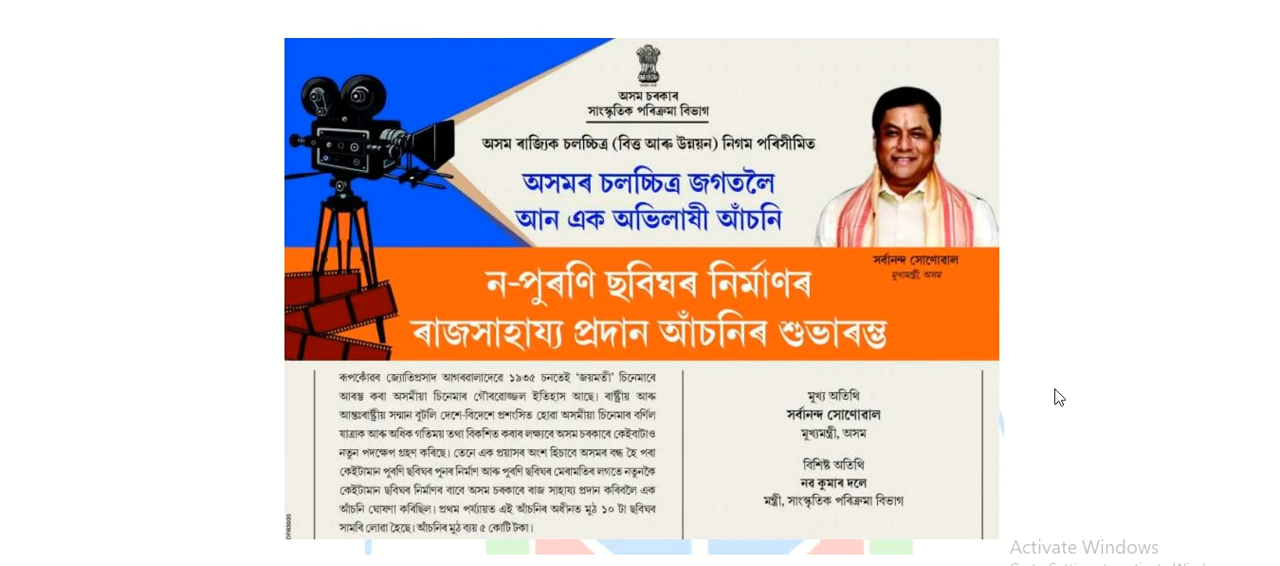 অসম চৰকাৰ
সাংস্কৃতিক পৰিক্ৰমা বিভাগ
অসম ৰাজ্যিক চলচ্চিত্ৰ (বিত্ত আৰু উন্নয়ন) নিগম পৰিসীমিত
অসমৰ চলচ্চিত্ৰ জগতলৈ
আন এক অভিলাষী আঁচনি
সৰ্বানন্দ সোণোৱাল
মুখ্যমন্ত্ৰী, অসম
ন-পুৰণি ছবিঘৰ নিৰ্মাণৰ
ৰাজসাহায্য প্ৰদান আঁচনিৰ শুভাৰম্ভ
ৰূপকোঁৱৰ জ্যোতিপ্ৰসাদ আগৰৱালাদেৱে ১৯৩৫ চনতেই 'জয়মতী' চিনেমাৰে
আৰম্ভ কৰা অসমীয়া চিনেমাৰ গৌৰৱোজ্জল ইতিহাস আছে। ৰাষ্ট্ৰীয় আৰু
আন্তঃৰাষ্ট্ৰীয় সন্মান বুটলি দেশে-বিদেশে প্ৰশংসিত হোৱা অসমীয়া চিনেমাৰ বৰ্ণিল
যাত্ৰাক আৰু অধিক গতিময় তথা বিকশিত কৰাৰ লক্ষ্যৰে অসম চৰকাৰে কেইবাটাও
নতুন পদক্ষেপ গ্ৰহণ কৰিছে। তেনে এক প্ৰয়াসৰ অংশ হিচাবে অসমৰ বন্ধ হৈ পৰা
কেইটামান পুৰণি ছবিঘৰ পুনৰ নিৰ্মাণ আৰু পুৰণি ছবিঘৰ মেৰামতিৰ লগতে নতুনকৈ
কেইটামান ছবিঘৰ নিৰ্মাণৰ বাবে অসম চৰকাৰে ৰাজ সাহায্য প্ৰদান কৰিবলৈ এক
আঁচনি ঘোষণা কৰিছিল। প্ৰথম পৰ্য্যায়ত এই আঁচনিৰ অধীনত মুঠ ১০ টা ছবিঘৰ
সামৰি লোৱা হৈছে। আঁচনিৰ মুঠ ব্যয় ৫ কোটি টকা।
মুখ্য অতিথি
সৰ্বানন্দ সোণোৱাল
মুখ্যমন্ত্ৰী, অসম
বিশিষ্ট অতিথি
নৱ কুমাৰ দলে
মন্ত্ৰী, সাংস্কৃতিক পৰিক্ৰমা বিভাগ
Activate Windows